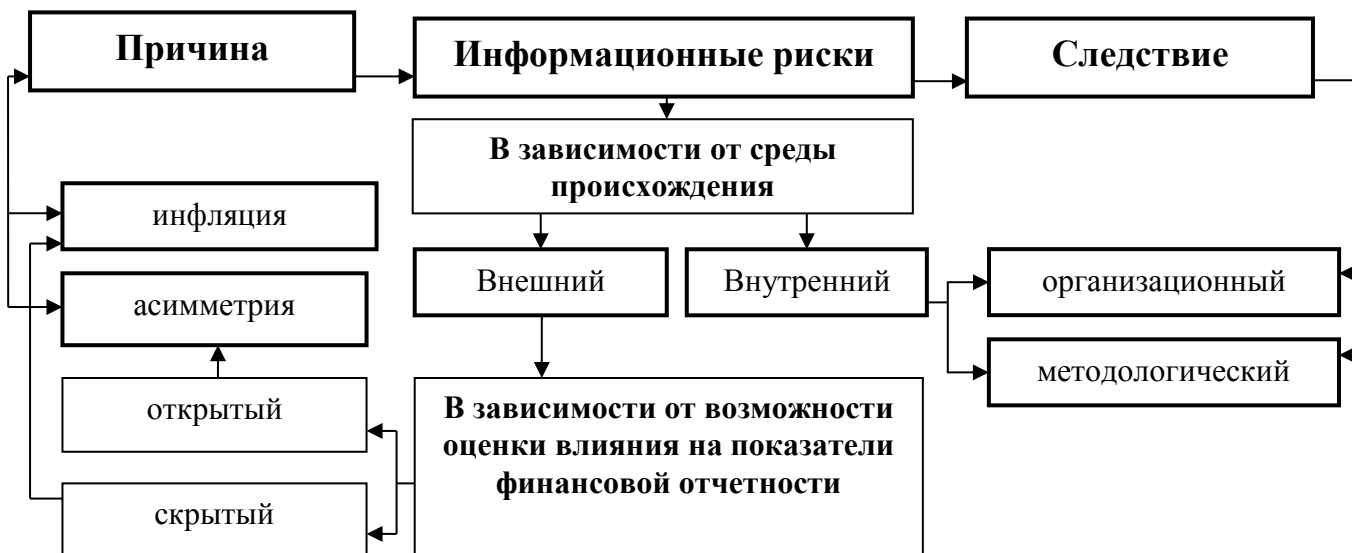 Причина
Информационные риски
Следствие
В зависимости от среды
происхождения
инфляция
Внешний
Внутренний
организационный
асимметрия
методологический
открытый
В зависимости от возможности
оценки влияния на показатели
финансовой отчетности
скрытый